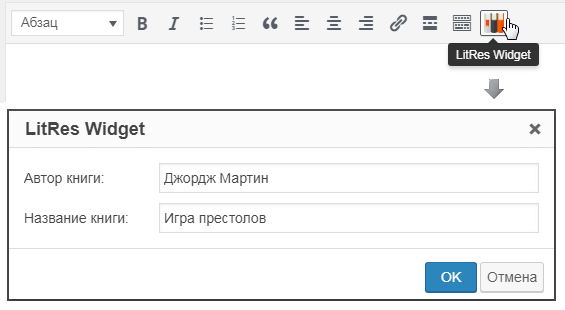 Абзац B I
LitRes Widget
LitRes Widget
Автор книги: Джордж Мартин
Название книги: Игра престолов
OK Отмена